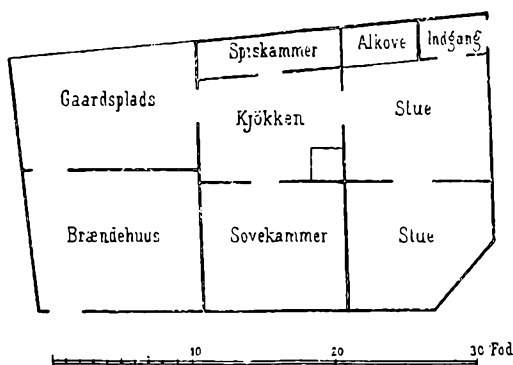 Spiskammer
Alkove
Indgang
Gaardsplads
Kjökken
Stue
Brændehuus
Sovekammer
Stue
10 20 30 Fod